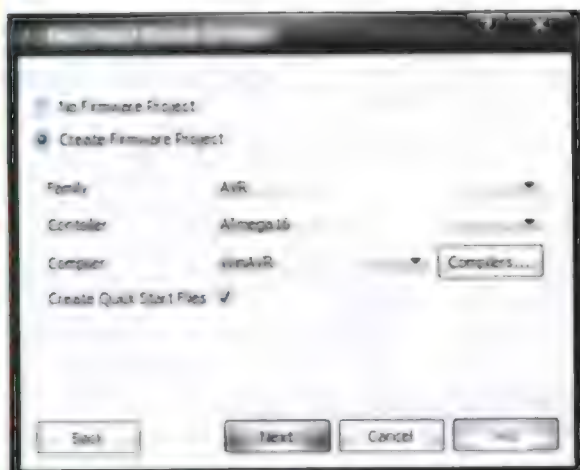 No Firmware Project
Create Firmware Project
Family AVR
Controller ATmega16
Compiler WinAVR Compilers...
Create Quick Start Files
Back Next Cancel